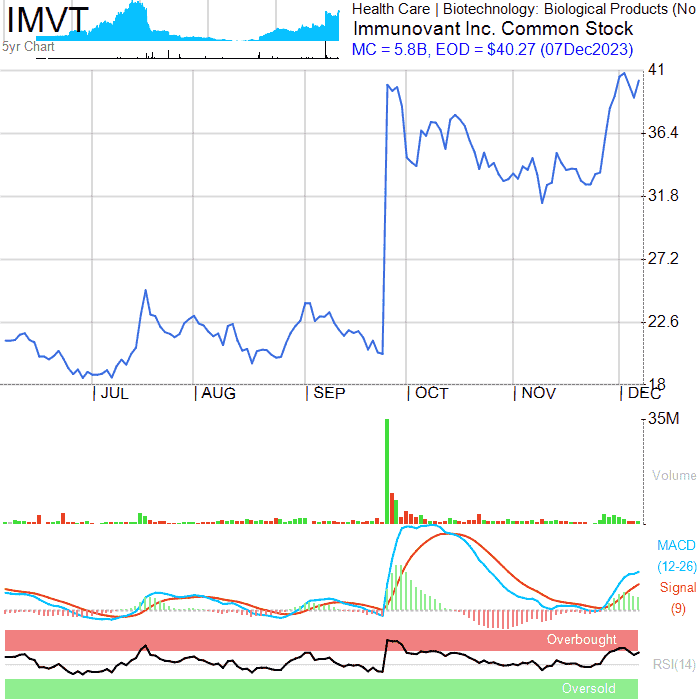 IMVT
5yr Chart
Health Care | Biotechnology: Biological Products (No
Immunovant Inc. Common Stock
MC = 5.8B, EOD = $40.27 (07Dec2023)
41
36.4
31.8
27.2
22.6
18
JUL AUG SEP OCT NOV DEC
35M
Volume
MACD
(12-26)
Signal
(9)
Overbought
RSI(14)
Oversold